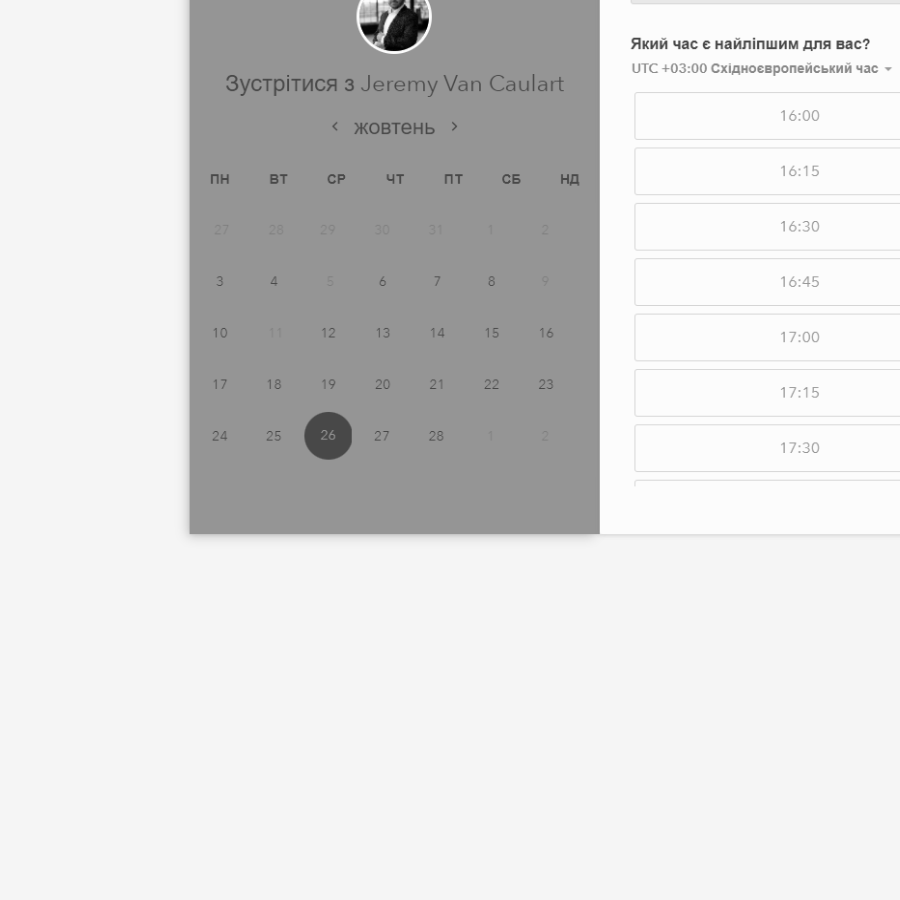 Зустрітися з Jeremy Van Caulart
жовтень
ПН ВТ СР ЧТ ПТ СБ НД
27 28 29 30 31 1 2
3 4 5 6 7 8 9
10 11 12 13 14 15 16
17 18 19 20 21 22 23
24 25 26 27 28 1 2
Який час є найліпшим для вас?
UTC +03:00 Східноєвропейський час
16:00
16:15
16:30
16:45
17:00
17:15
17:30